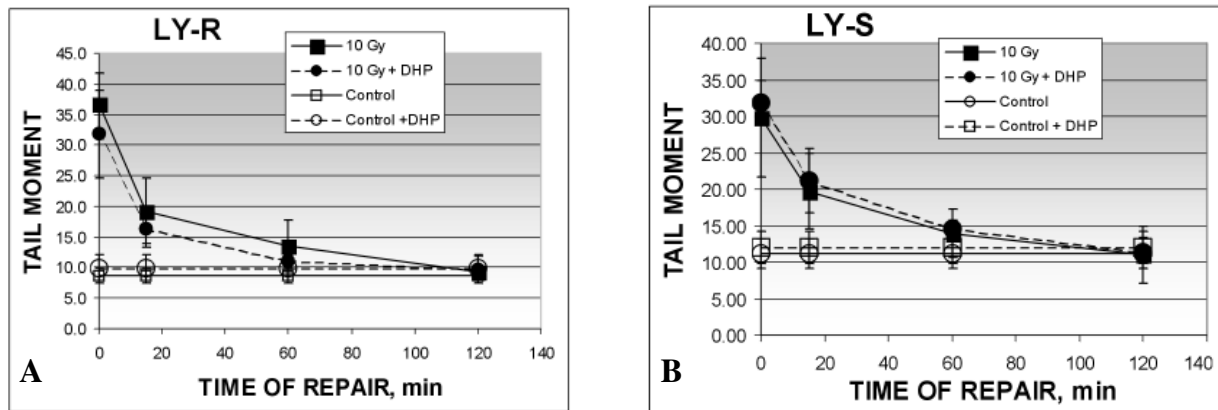 LY-R
45.0
40.0
35.0
30.0
25.0
20.0
15.0
10.0
5.0
0.0
TAIL MOMENT
10 Gy
10 Gy + DHP
Control
Control +DHP
0 20 40 60 80 100 120 140
TIME OF REPAIR, min
A
LY-S
40.00
35.00
30.00
25.00
20.00
15.00
10.00
5.00
0.00
TAIL MOMENT
10 Gy
10 Gy + DHP
Control
Control + DHP
0 20 40 60 80 100 120 140
TIME OF REPAIR, min
B